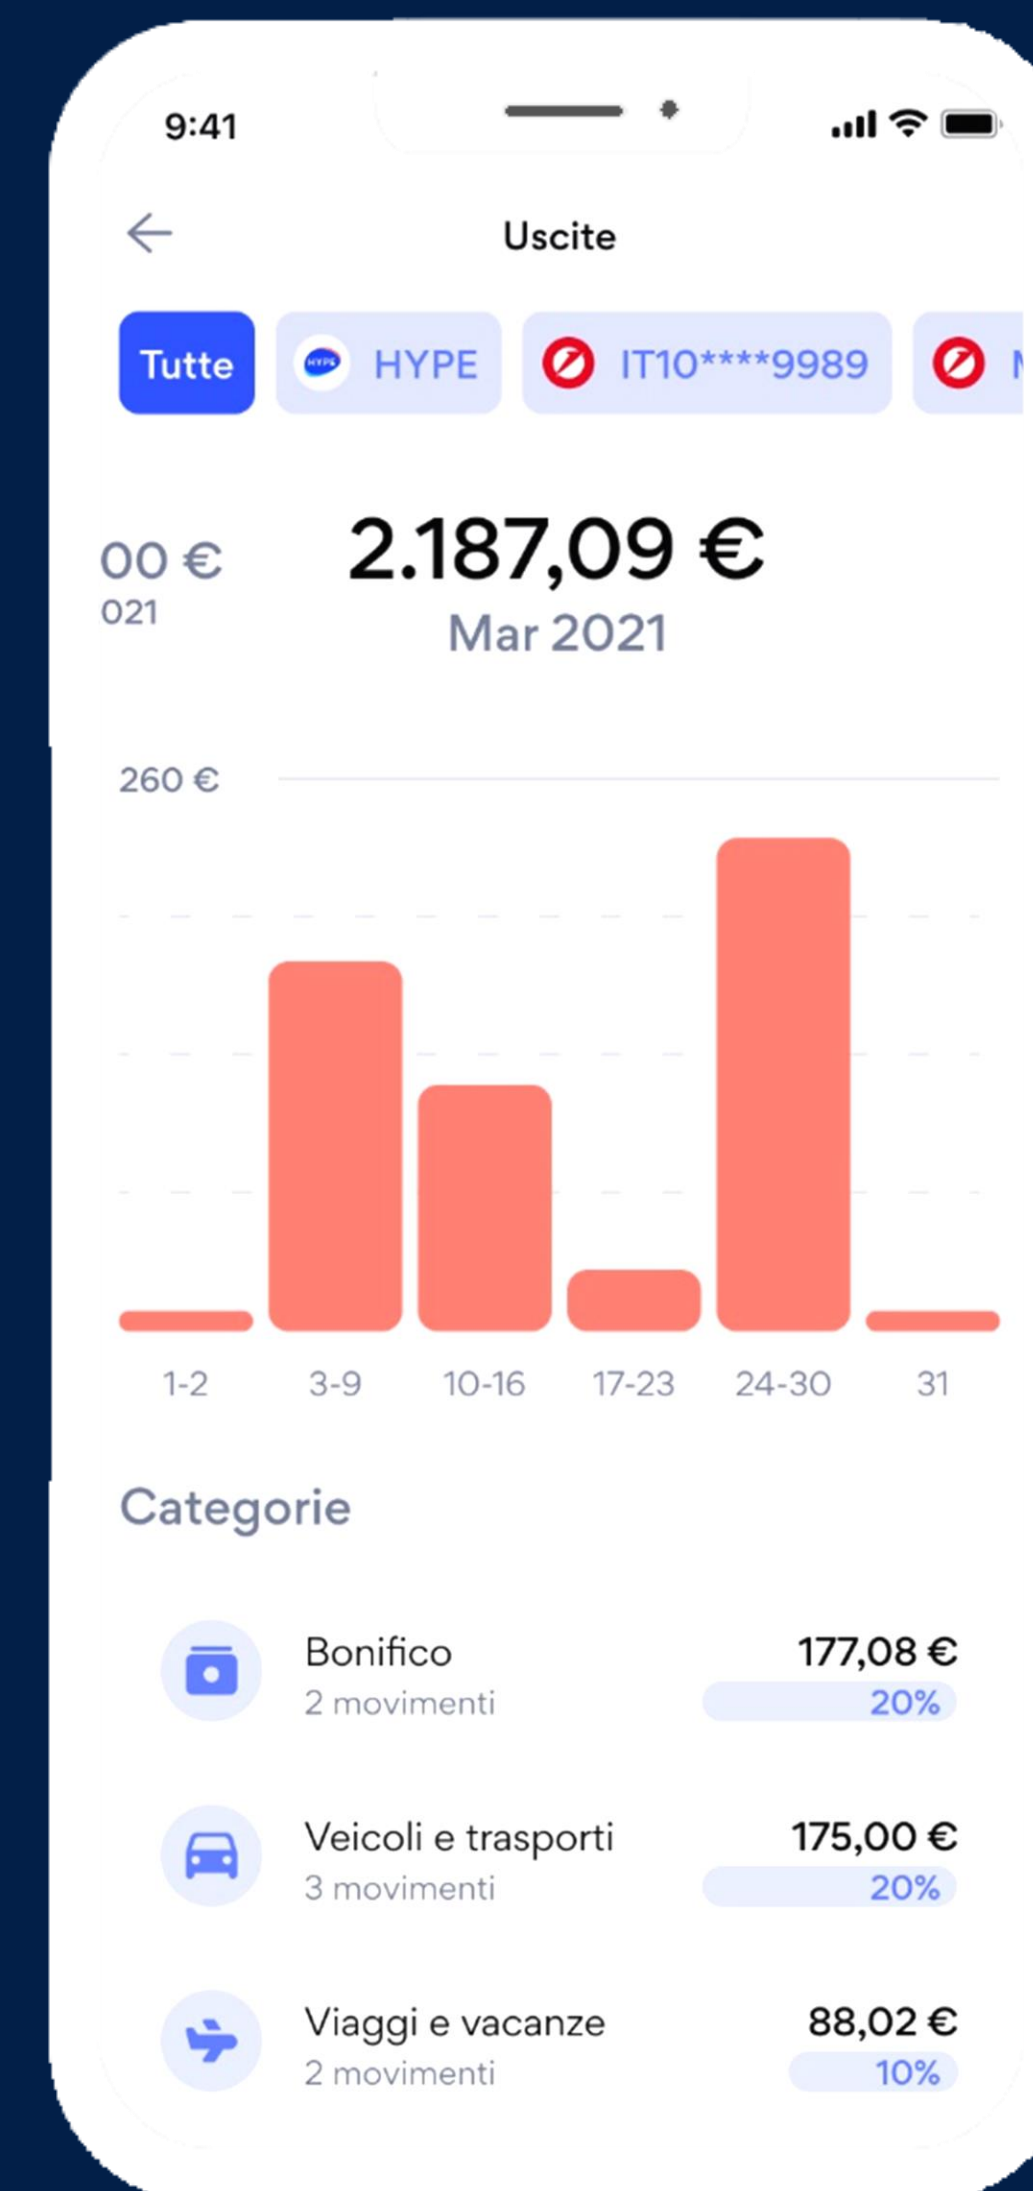 9:41
Uscite
Tutte
HYPE
HYPE
IT10****9989
00 €
021
2.187,09 €
Mar 2021
260 €
1-2
3-9
10-16
17-23
24-30
31
Categorie
Bonifico
177,08 €
2 movimenti
20%
Veicoli e trasporti
175,00 €
3 movimenti
20%
Viaggi e vacanze
88,02 €
2 movimenti
10%